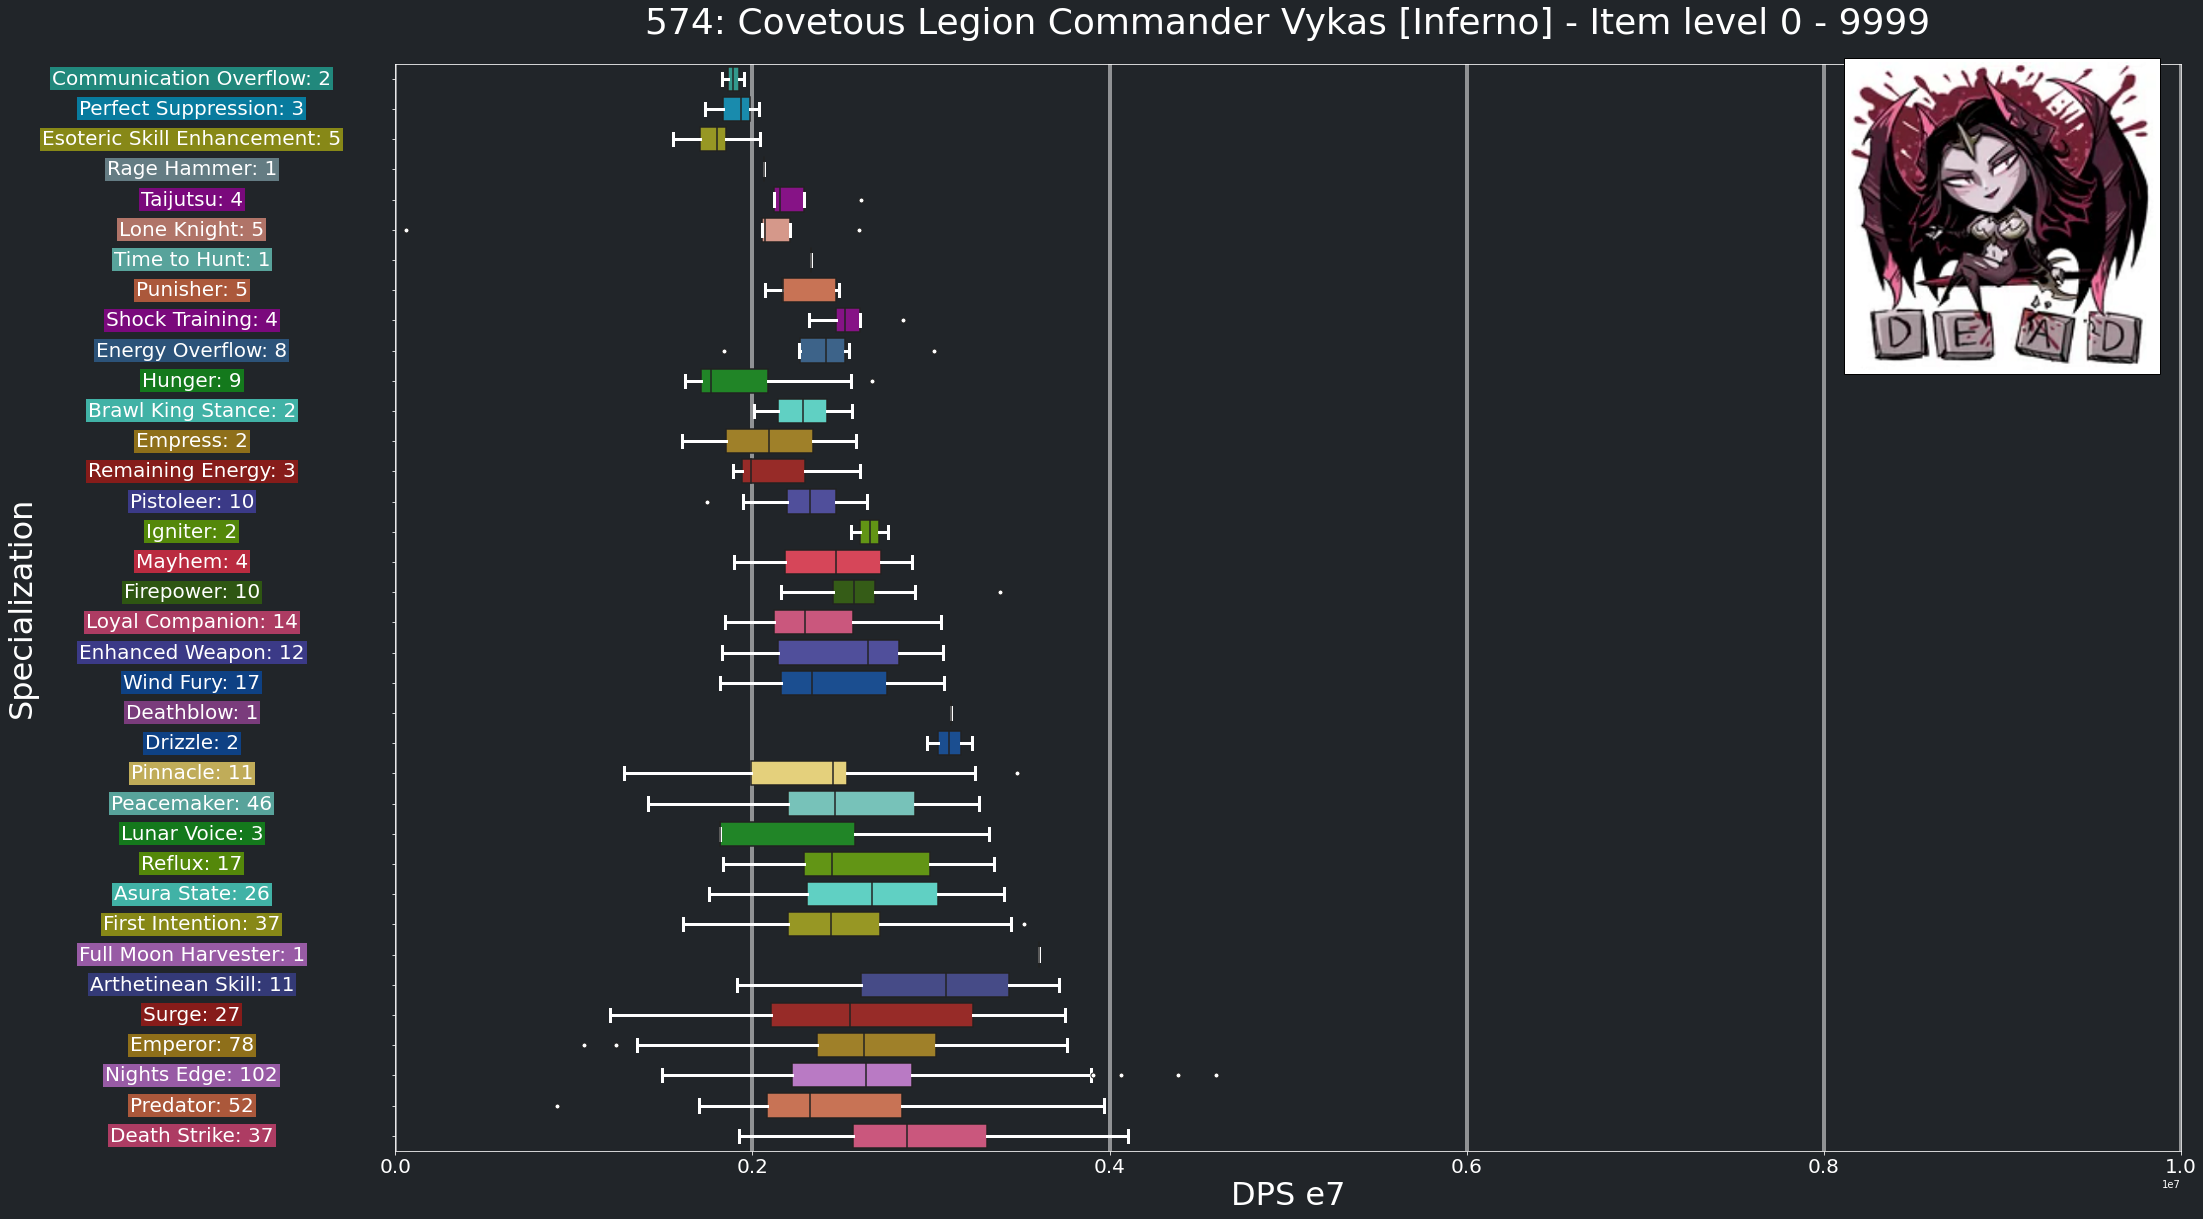 574: Covetous Legion Commander Vykas [Inferno] - Item level 0 - 9999
Specialization
Communication Overflow: 2
Perfect Suppression: 3
Esoteric Skill Enhancement: 5
Rage Hammer: 1
Taijutsu: 4
Lone Knight: 5
Time to Hunt: 1
Punisher: 5
Shock Training: 4
Energy Overflow: 8
Hunger: 9
Brawl King Stance: 2
Empress: 2
Remaining Energy: 3
Pistoleer: 10
Igniter: 2
Mayhem: 4
Firepower: 10
Loyal Companion: 14
Enhanced Weapon: 12
Wind Fury: 17
Deathblow: 1
Drizzle: 2
Pinnacle: 11
Peacemaker: 46
Lunar Voice: 3
Reflux: 17
Asura State: 26
First Intention: 37
Full Moon Harvester: 1
Arthetinean Skill: 11
Surge: 27
Emperor: 78
Nights Edge: 102
Predator: 52
Death Strike: 37
DEAD
0.0 0.2 0.4 0.6 0.8 1.0
1e7
DPS e7